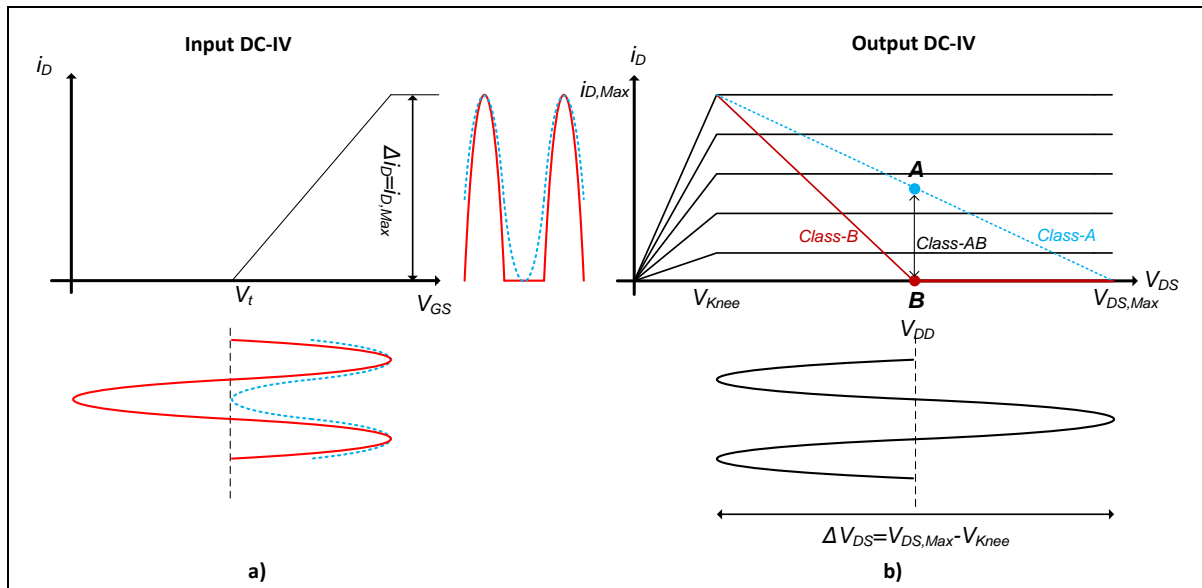 Input DC-IV
i_D
Δi_D=i_D,Max
V_t
V_GS
a)
Output DC-IV
i_D
i_D,Max
A
Class-B
Class-AB
Class-A
V_Knee
B
V_DS
V_DS,Max
V_DD
ΔV_DS=V_DS,Max-V_Knee
b)